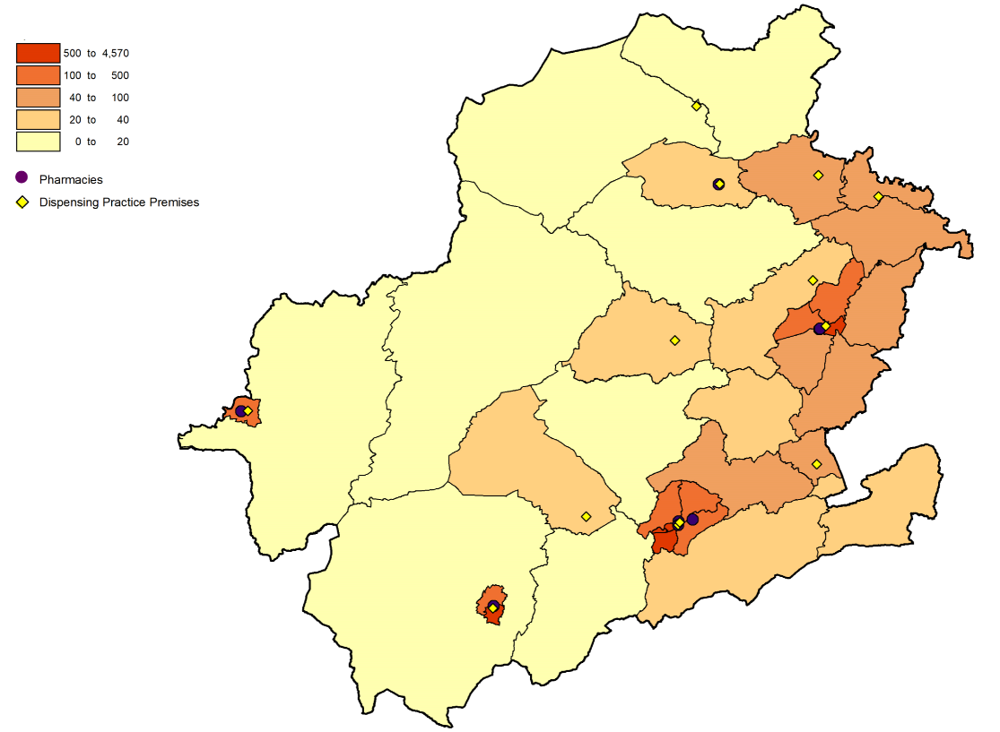 500 to 4,570
100 to 500
40 to 100
20 to 40
0 to 20
Pharmacies
Dispensing Practice Premises